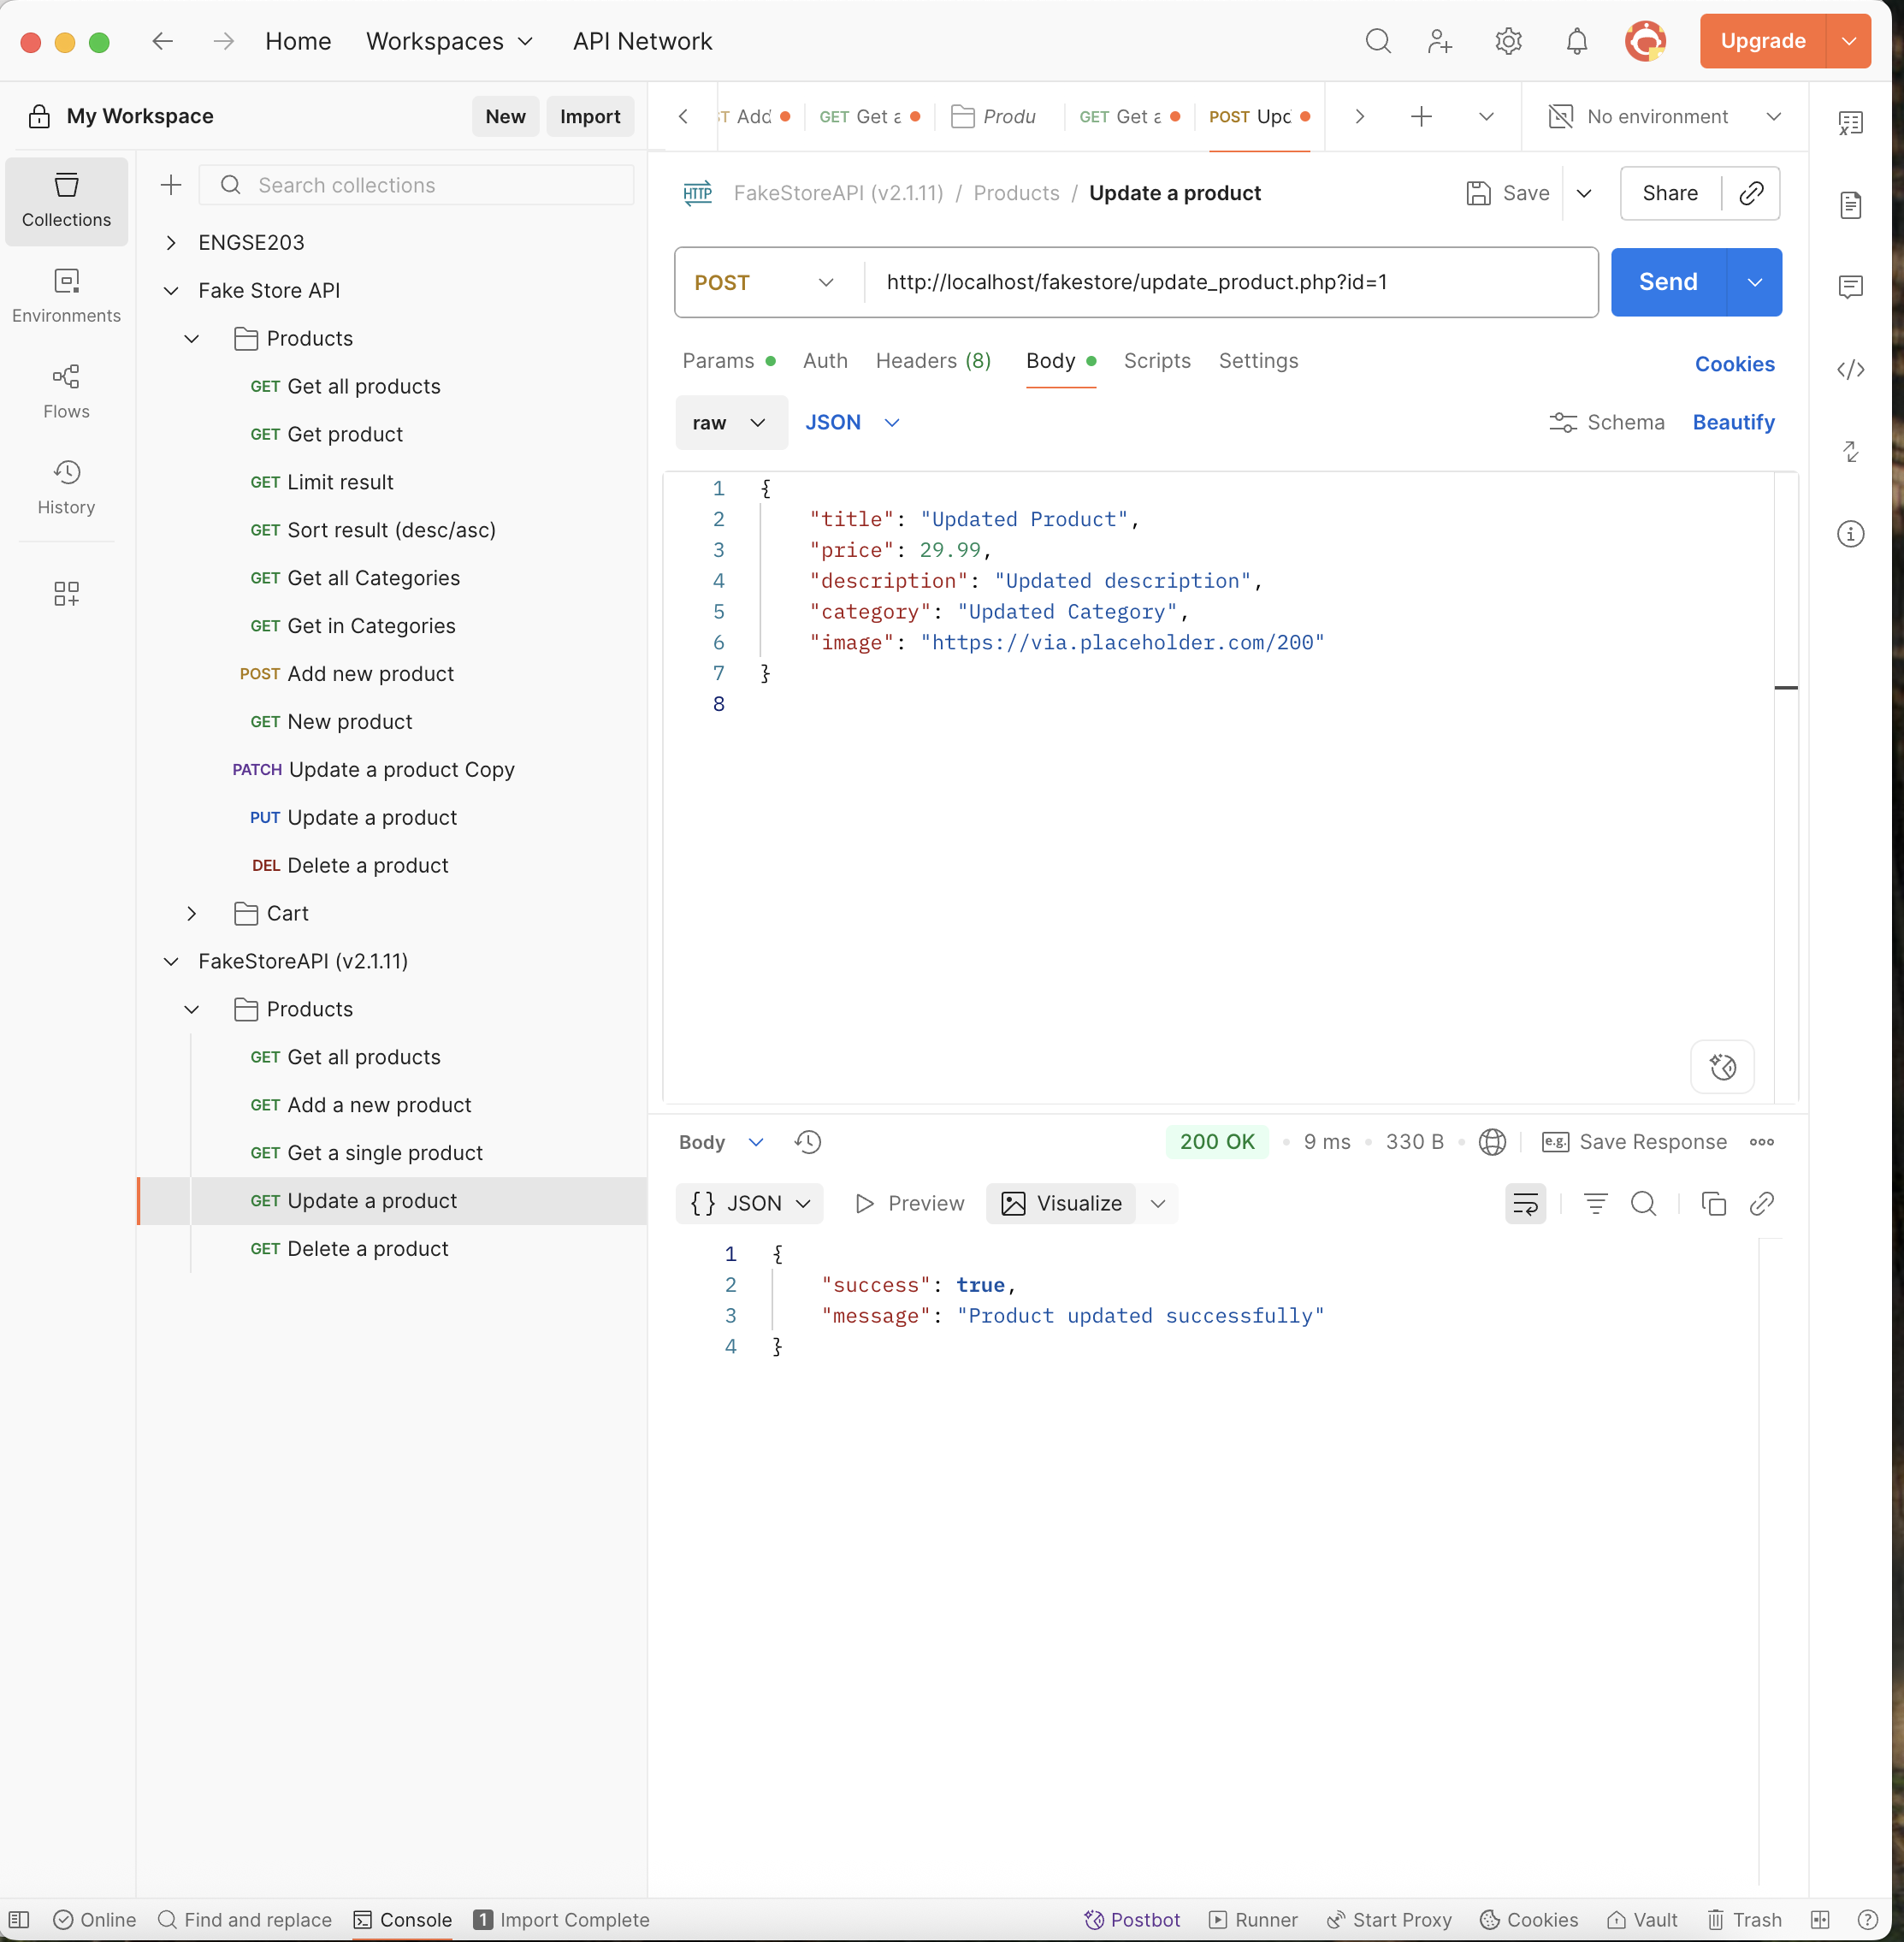 Home Workspaces API Network Upgrade
My Workspace New Import
Add GET Get a Produ GET Get a POST Upd No environment
Collections
Environments
Flows
History
Search collections
ENGSE203
Fake Store API
Products
GET Get all products
GET Get product
GET Limit result
GET Sort result (desc/asc)
GET Get all Categories
GET Get in Categories
POST Add new product
GET New product
PATCH Update a product Copy
PUT Update a product
DEL Delete a product
Cart
FakeStoreAPI (v2.1.11)
Products
GET Get all products
GET Add a new product
GET Get a single product
GET Update a product
GET Delete a product
HTTP FakeStoreAPI (v2.1.11) / Products / Update a product Save Share
POST http://localhost/fakestore/update_product.php?id=1 Send
Params Auth Headers (8) Body Scripts Settings Cookies
raw JSON Schema Beautify
1 {
2 "title": "Updated Product",
3 "price": 29.99,
4 "description": "Updated description",
5 "category": "Updated Category",
6 "image": "https://via.placeholder.com/200"
7 }
8
Body 200 OK 9 ms 330 B e.g. Save Response
{} JSON Preview Visualize
1 {
2 "success": true,
3 "message": "Product updated successfully"
4 }
Online Find and replace Console 1 Import Complete Postbot Runner Start Proxy Cookies Vault Trash